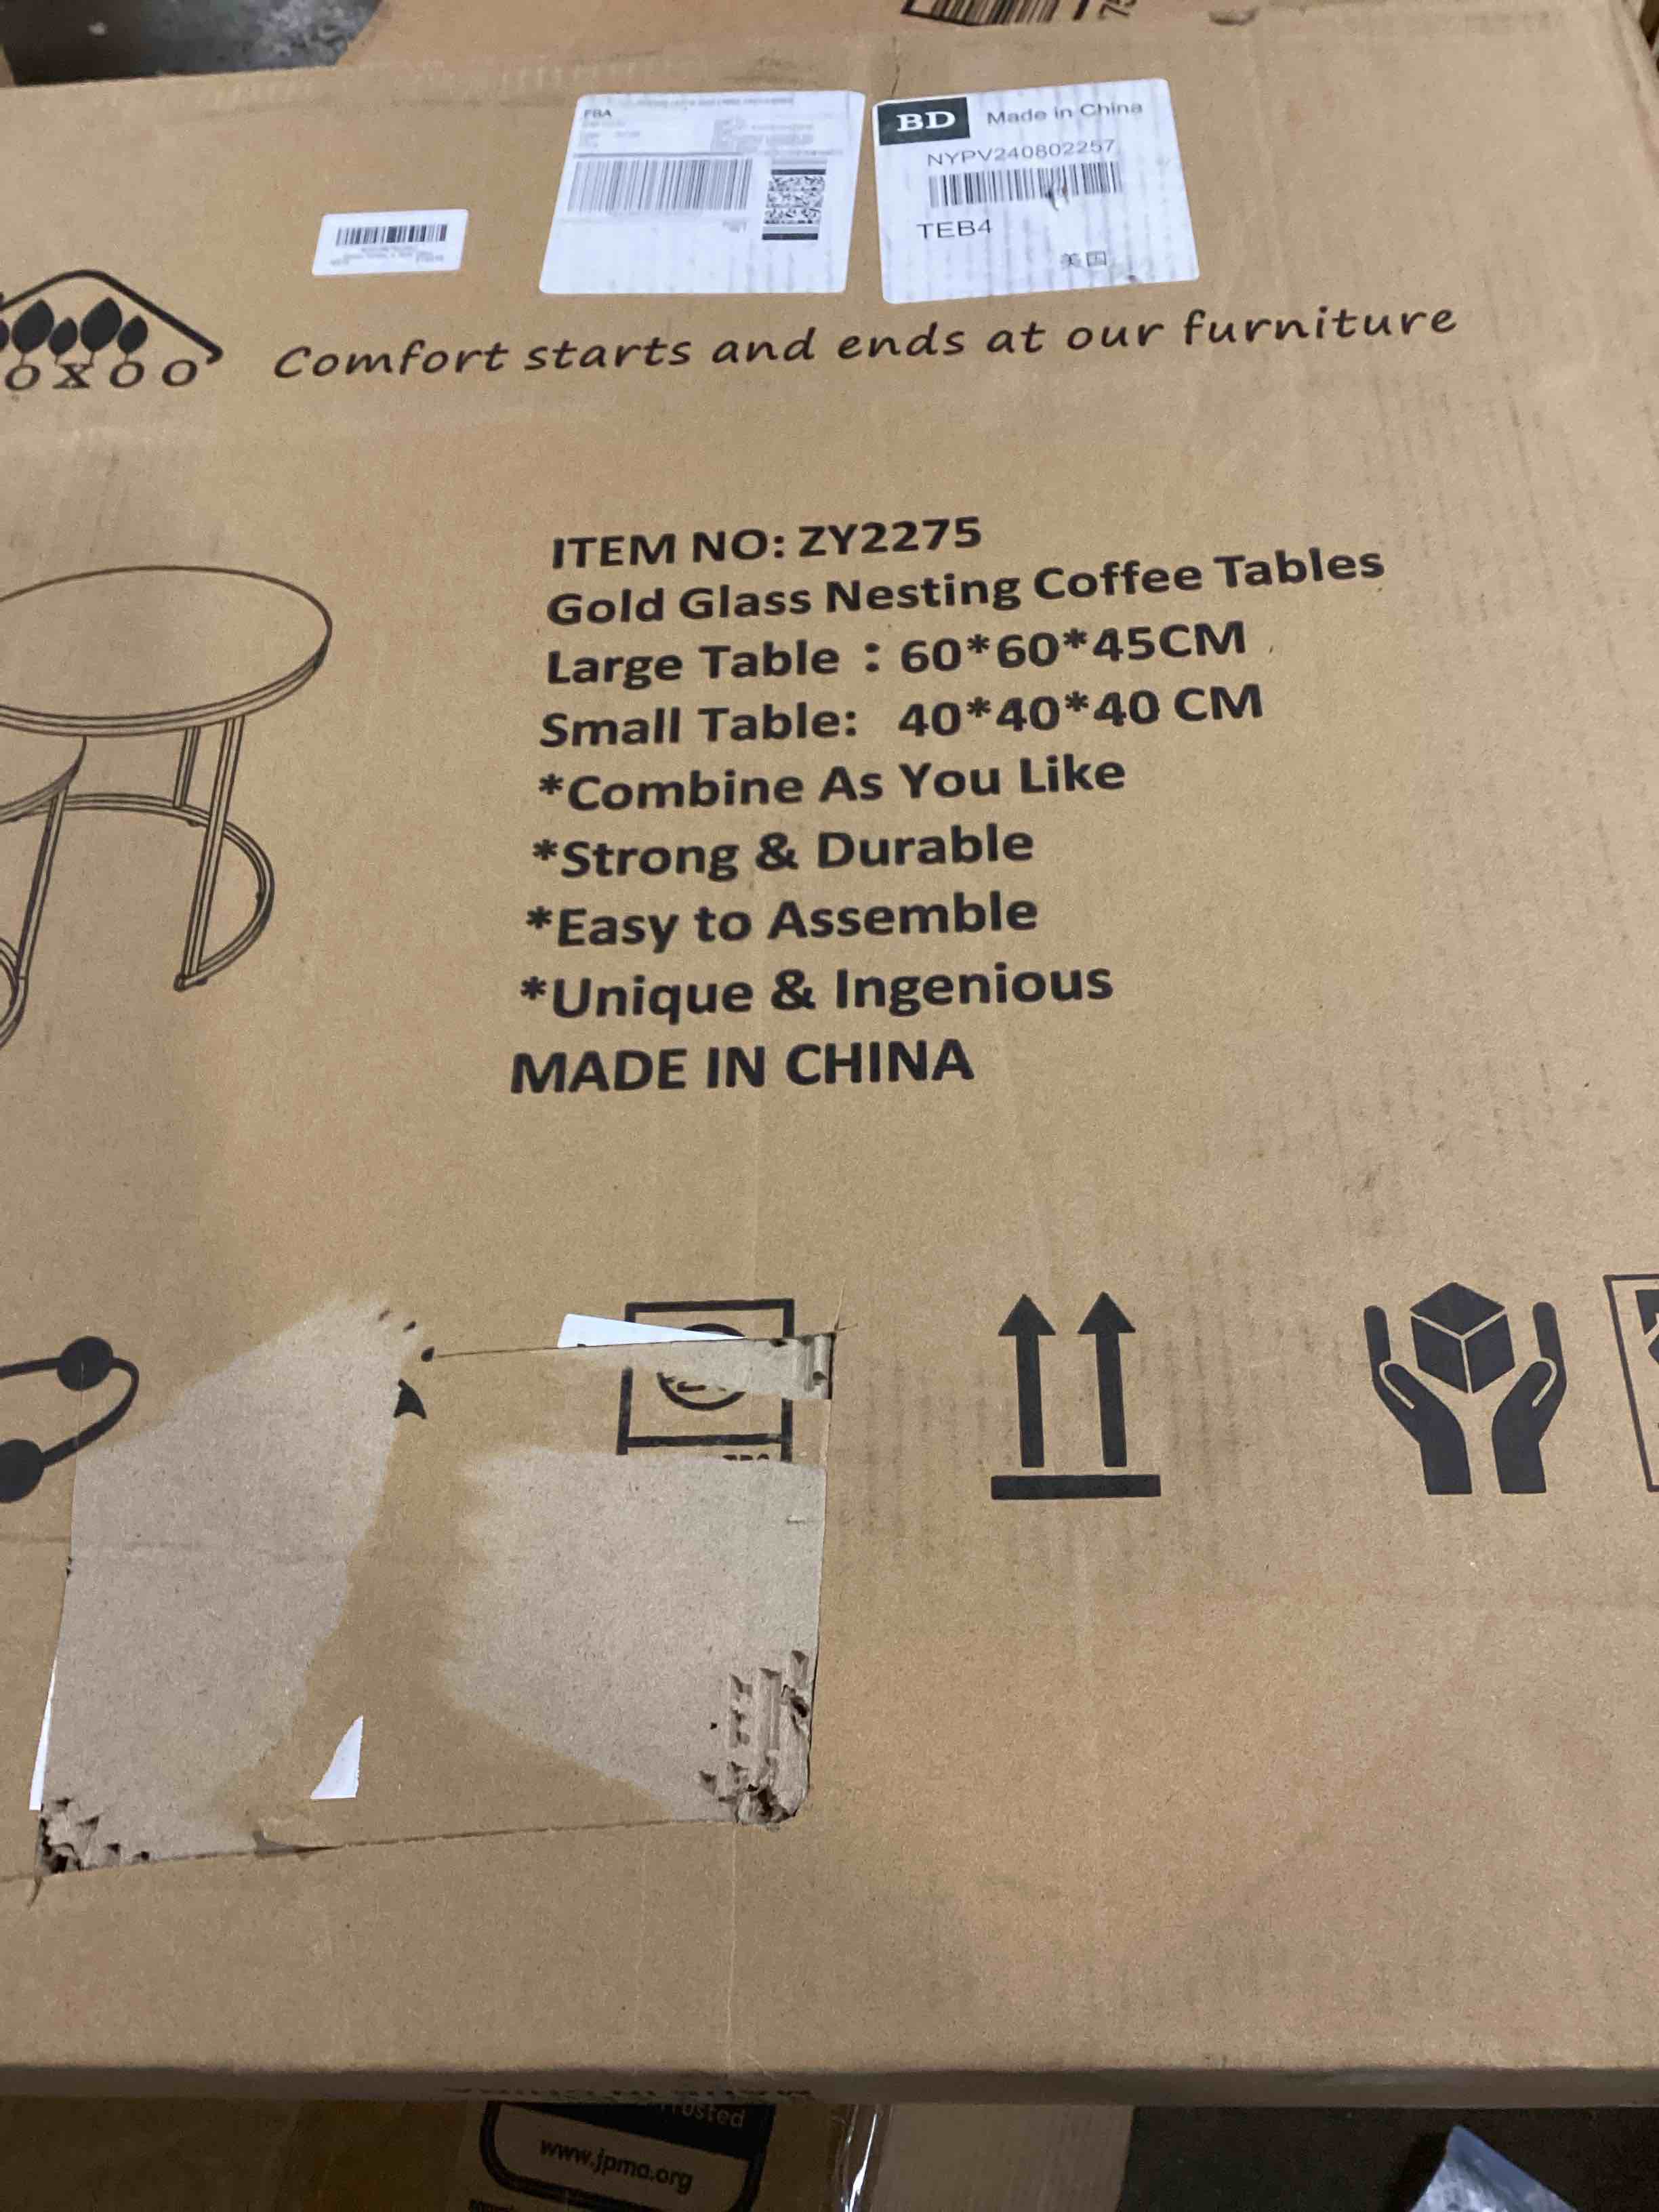 FBA
BD Made in China
NYPV240802257
TEB4
美国
OXOO
Comfort starts and ends at our furniture
ITEM NO: ZY2275
Gold Glass Nesting Coffee Tables
Large Table：60*60*45CM
Small Table: 40*40*40 CM
*Combine As You Like
*Strong & Durable
*Easy to Assemble
*Unique & Ingenious
MADE IN CHINA
Trusted
www.jpma.org